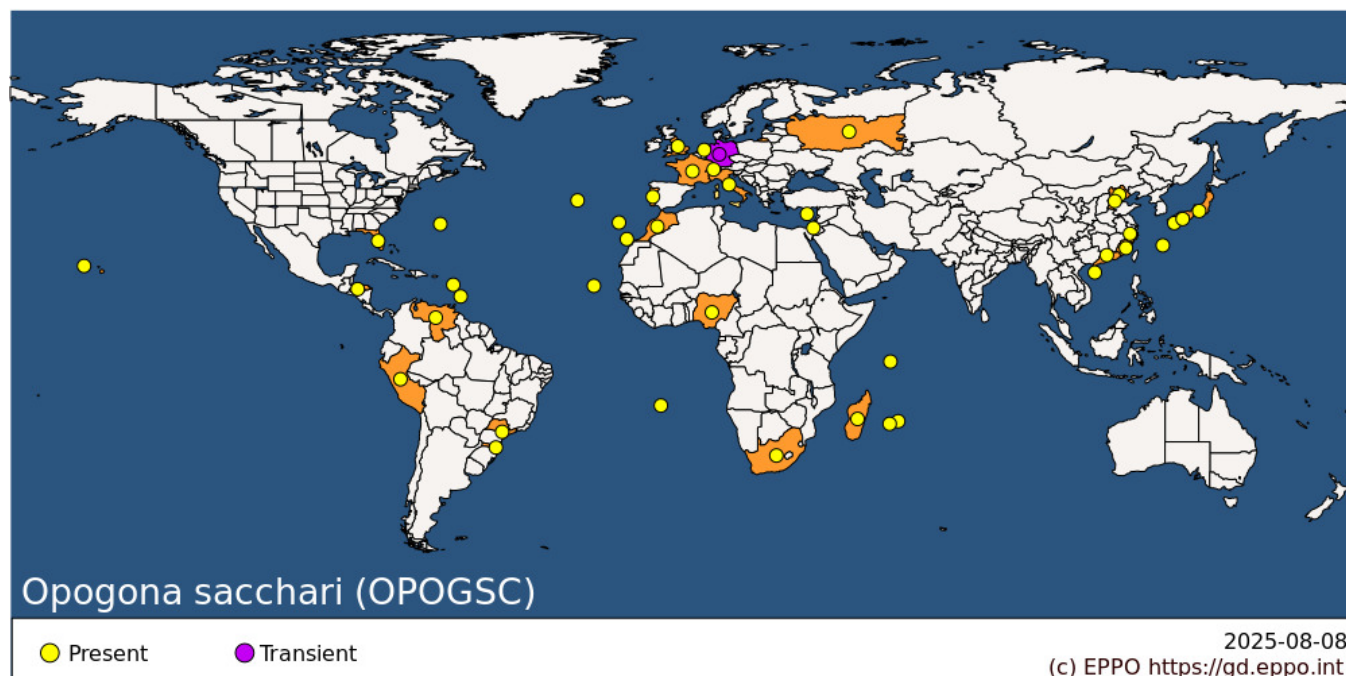 Opogona sacchari (OPOGSC)
Present
Transient
2025-08-08
(c) EPPO https://gd.eppo.int